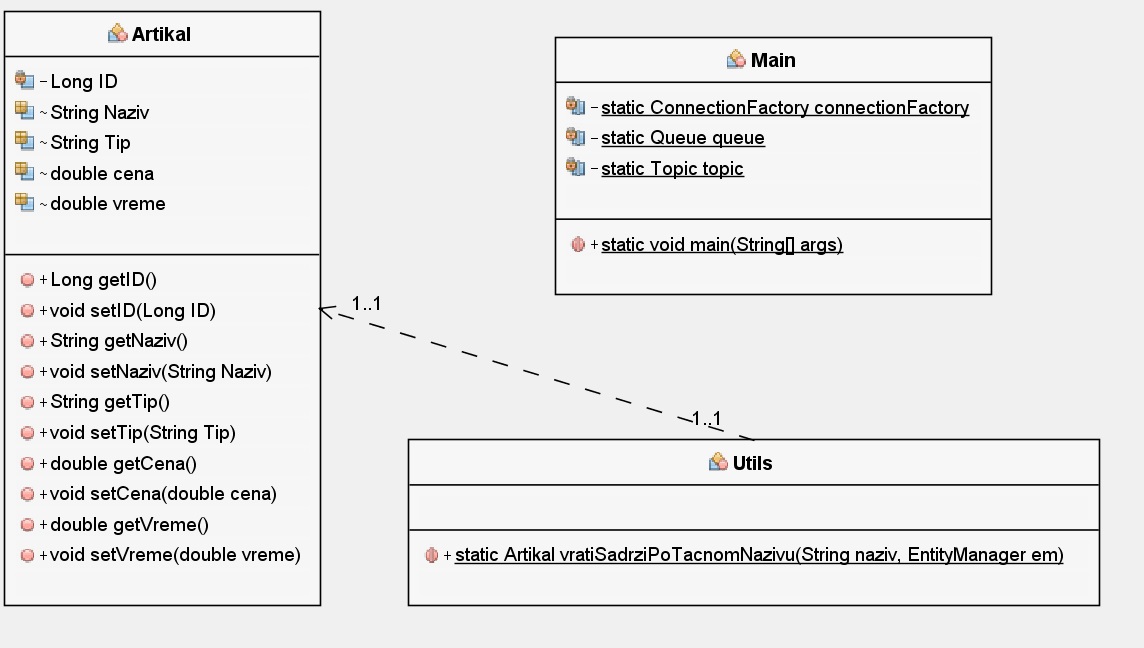 Artikal
- Long ID
~ String Naziv
~ String Tip
~ double cena
~ double vreme
+ Long getID()
+ void setID(Long ID)
+ String getNaziv()
+ void setNaziv(String Naziv)
+ String getTip()
+ void setTip(String Tip)
+ double getCena()
+ void setCena(double cena)
+ double getVreme()
+ void setVreme(double vreme)
Main
- static ConnectionFactory connectionFactory
- static Queue queue
- static Topic topic
+ static void main(String[] args)
1..1
1..1
Utils
+ static Artikal vratiSadrziPoTacnomNazivu(String naziv, EntityManager em)